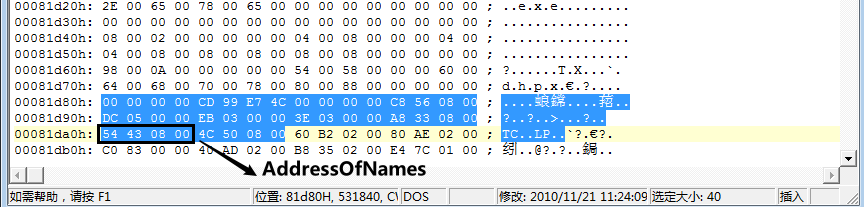 00081d20h: 2E 00 65 00 78 00 65 00 00 00 00 00 00 00 00 00 ; ..e.x.e.........
00081d30h: 00 00 00 00 00 00 00 00 00 00 00 00 00 00 00 00 ; ................
00081d40h: 08 00 02 00 00 00 00 00 04 00 08 00 00 00 04 00 ; ................
00081d50h: 04 00 08 00 08 00 08 00 08 00 08 00 00 00 00 00 ; ................
00081d60h: 98 00 0A 00 00 00 00 00 54 00 58 00 00 00 60 00 ; ?......T.X...`.
00081d70h: 64 00 68 00 70 00 78 00 80 00 88 00 00 00 00 00 ; d.h.p.x.€.?....
00081d80h: 00 00 00 00 CD 99 E7 4C 00 00 00 00 C8 56 08 00 ; ....蜋鏛....萔..
00081d90h: DC 05 00 00 EB 03 00 00 3E 03 00 00 A8 33 08 00 ; ?..?..>...?..
00081da0h: 54 43 08 00 4C 50 08 00 60 B2 02 00 80 AE 02 00 ; TC..LP..`?.€?.
00081db0h: C0 83 00 00 40 AD 02 00 B8 35 02 00 E4 7C 01 00 ; 纼..@?.?..鋦..
AddressOfNames
如需帮助，请按 F1 位置: 81d80H, 531840, C DOS 修改: 2010/11/21 11:24:09 选定大小: 40 插入